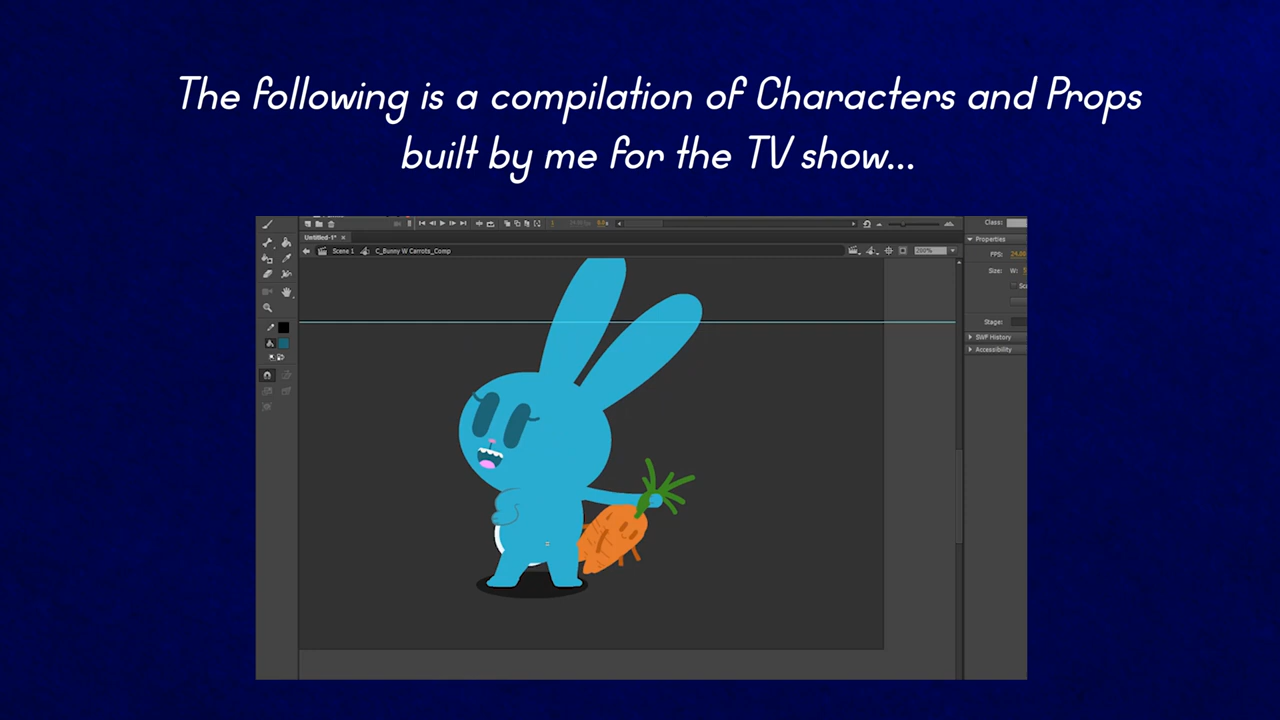 The following is a compilation of Characters and Props
built by me for the TV show...
Class:
Untitled-1*
Properties
Scene 1
C_Bunny W Carrots_Comp
FPS:
Size:
W:
Stage:
SWF History
Accessibility